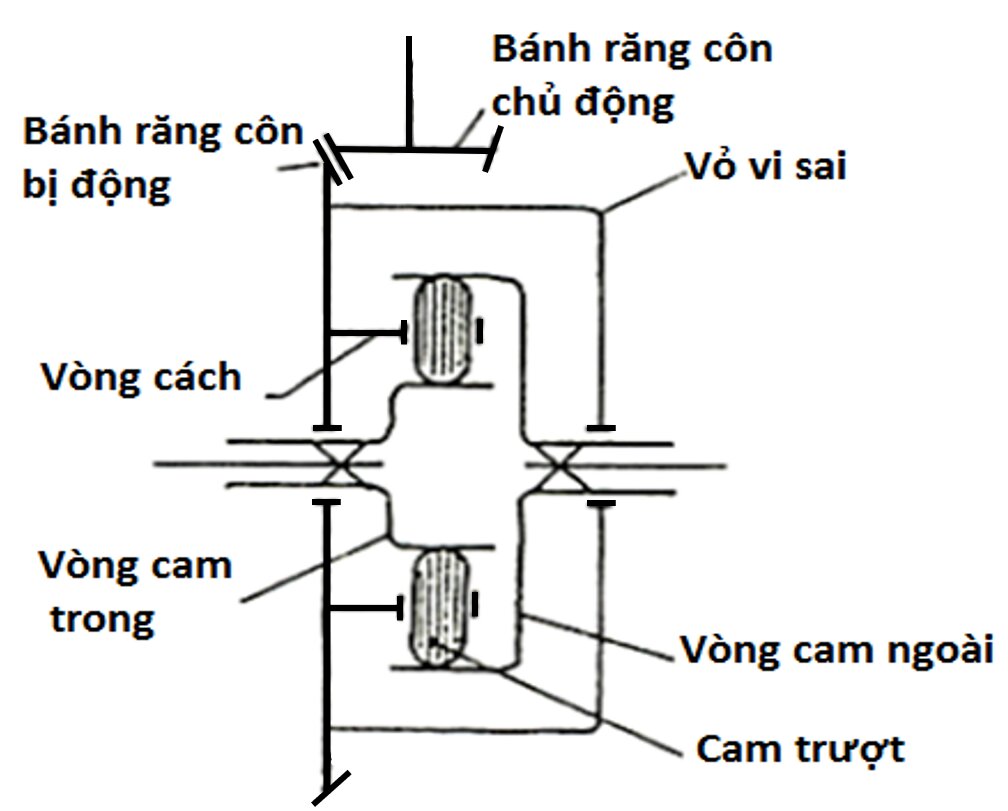 Bánh răng côn
chủ động
Bánh răng côn
bị động
Vỏ vi sai
Vòng cách
Vòng cam
trong
Vòng cam ngoài
Cam trượt